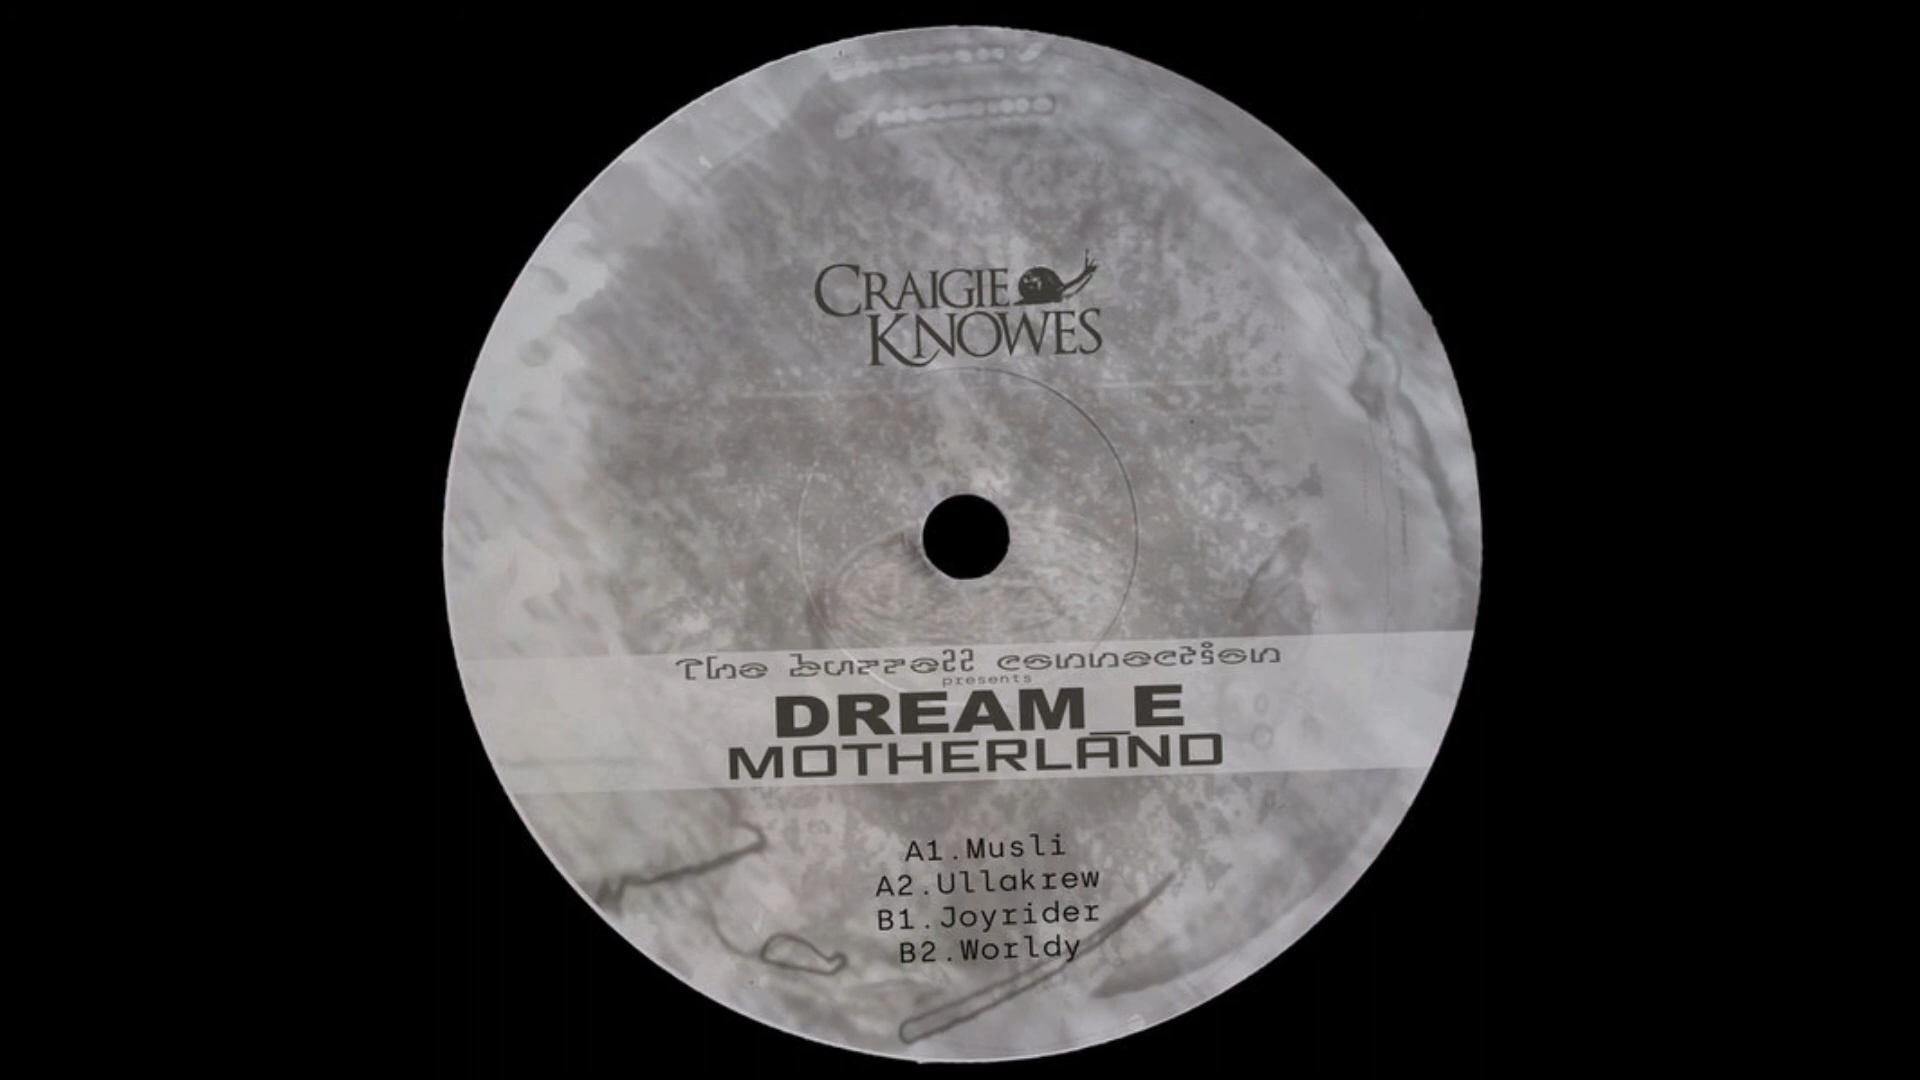 CRAIGIE
KNOWES
The burrell connection
presents
DREAM_E
MOTHERLAND
A1.Musli
A2.Ullakrew
B1.Joyrider
B2.Worldy